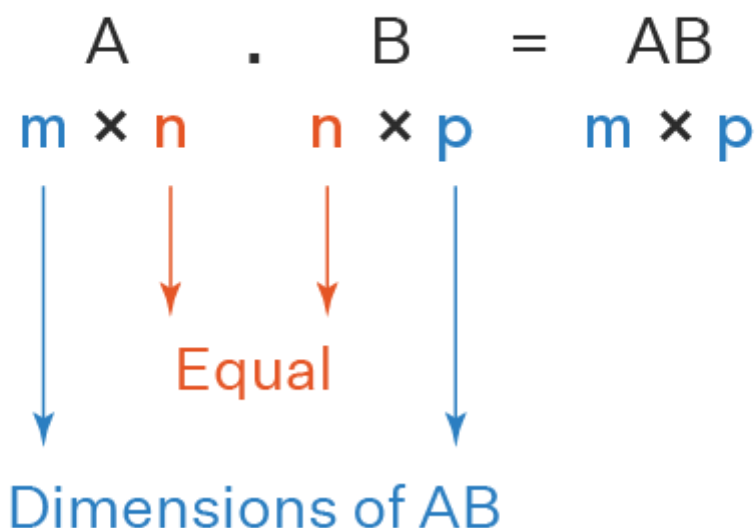 A . B = AB
m × n n × p m × p
Equal
Dimensions of AB